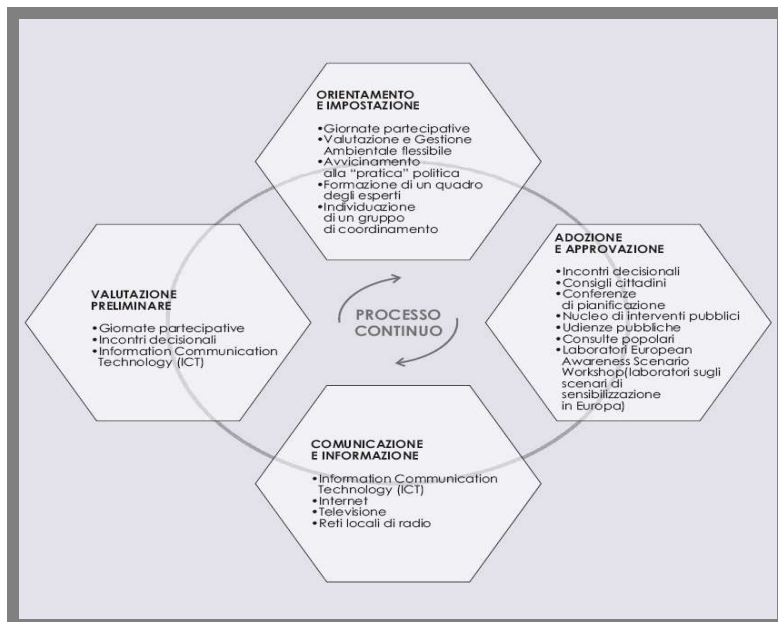 ORIENTAMENTO
E IMPOSTAZIONE
•Giornate partecipative
•Valutazione e Gestione
Ambientale flessibile
•Avvicinamento
alla "pratica" politica
•Formazione di un quadro
degli esperti
•Individuazione
di un gruppo
di coordinamento
VALUTAZIONE
PRELIMINARE
•Giornate partecipative
•Incontri decisionali
•Information Communication
Technology (ICT)
PROCESSO
CONTINUO
ADOZIONE
E APPROVAZIONE
•Incontri decisionali
•Consigli cittadini
•Conferenze
di pianificazione
•Nucleo di interventi pubblici
•Udienze pubbliche
•Consulte popolari
•Laboratori European
Awareness Scenario
Workshop(laboratori sugli
scenari di
sensibilizzazione
in Europa)
COMUNICAZIONE
E INFORMAZIONE
•Information Communication
Technology (ICT)
•Internet
•Televisione
•Reti locali di radio